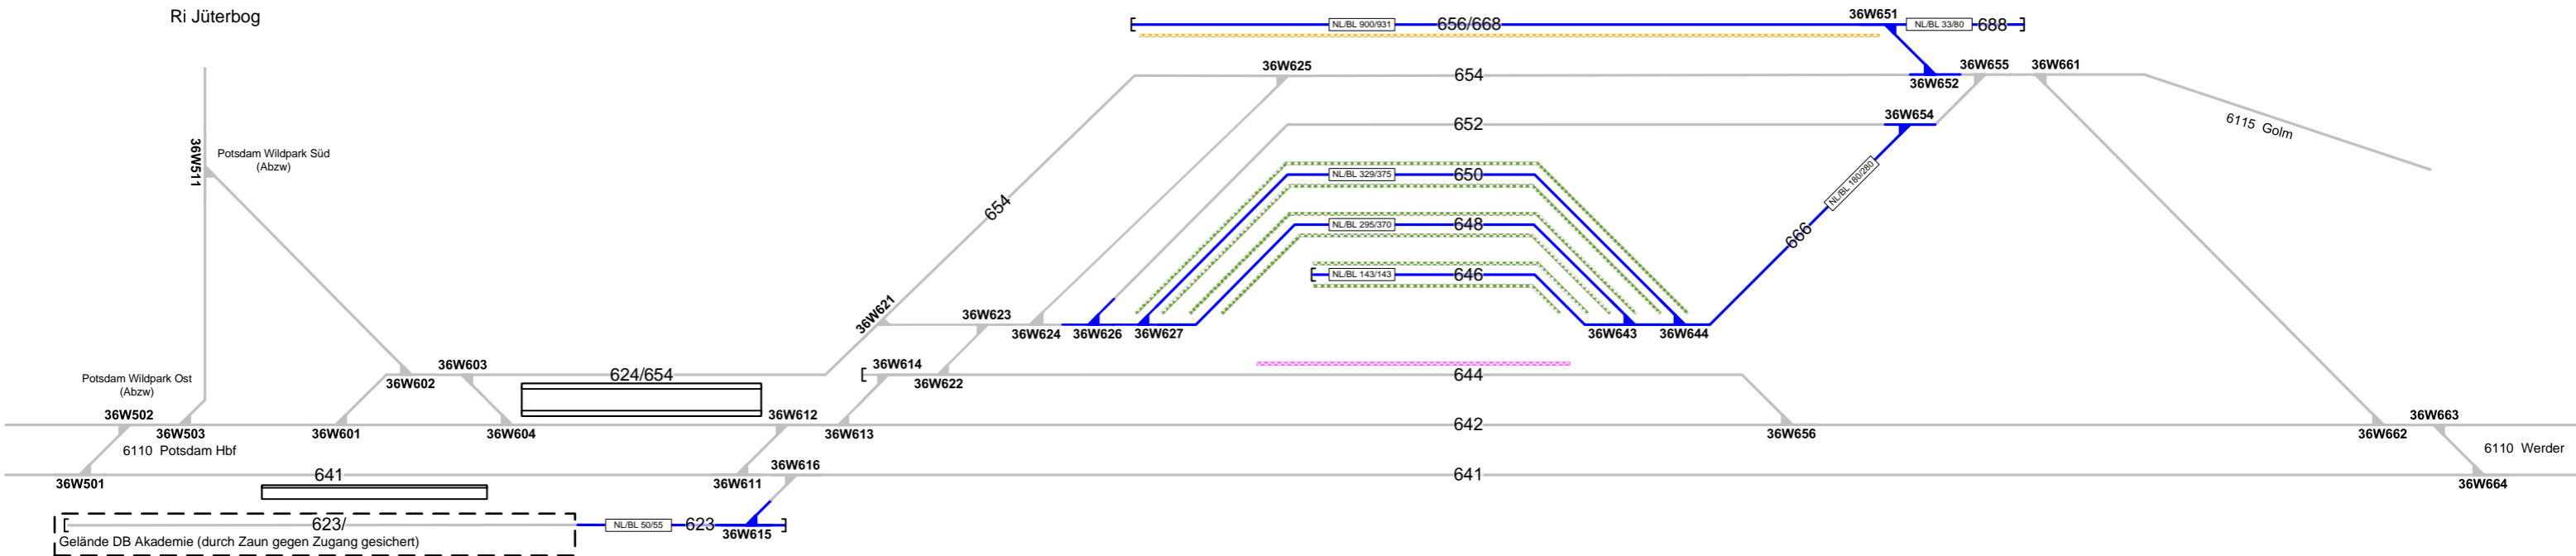 Ri Jüterbog
NL/BL 900/931
656/668
36W651
NL/BL 33/80
688
36W625
654
36W652
36W655
36W661
36W511
Potsdam Wildpark Süd
(Abzw)
652
36W654
6115 Golm
NL/BL 329/375
650
NL/BL 180/280
654
NL/BL 295/370
648
666
NL/BL 143/143
646
36W621
36W623
36W624
36W626
36W627
36W643
36W644
36W603
36W614
Potsdam Wildpark Ost
(Abzw)
36W602
624/654
36W622
644
36W502
36W503
36W601
36W604
36W612
36W613
642
36W656
36W662
36W663
6110 Potsdam Hbf
6110 Werder
36W501
641
36W611
36W616
641
36W664
623/
NL/BL 50/55
623
36W615
Gelände DB Akademie (durch Zaun gegen Zugang gesichert)